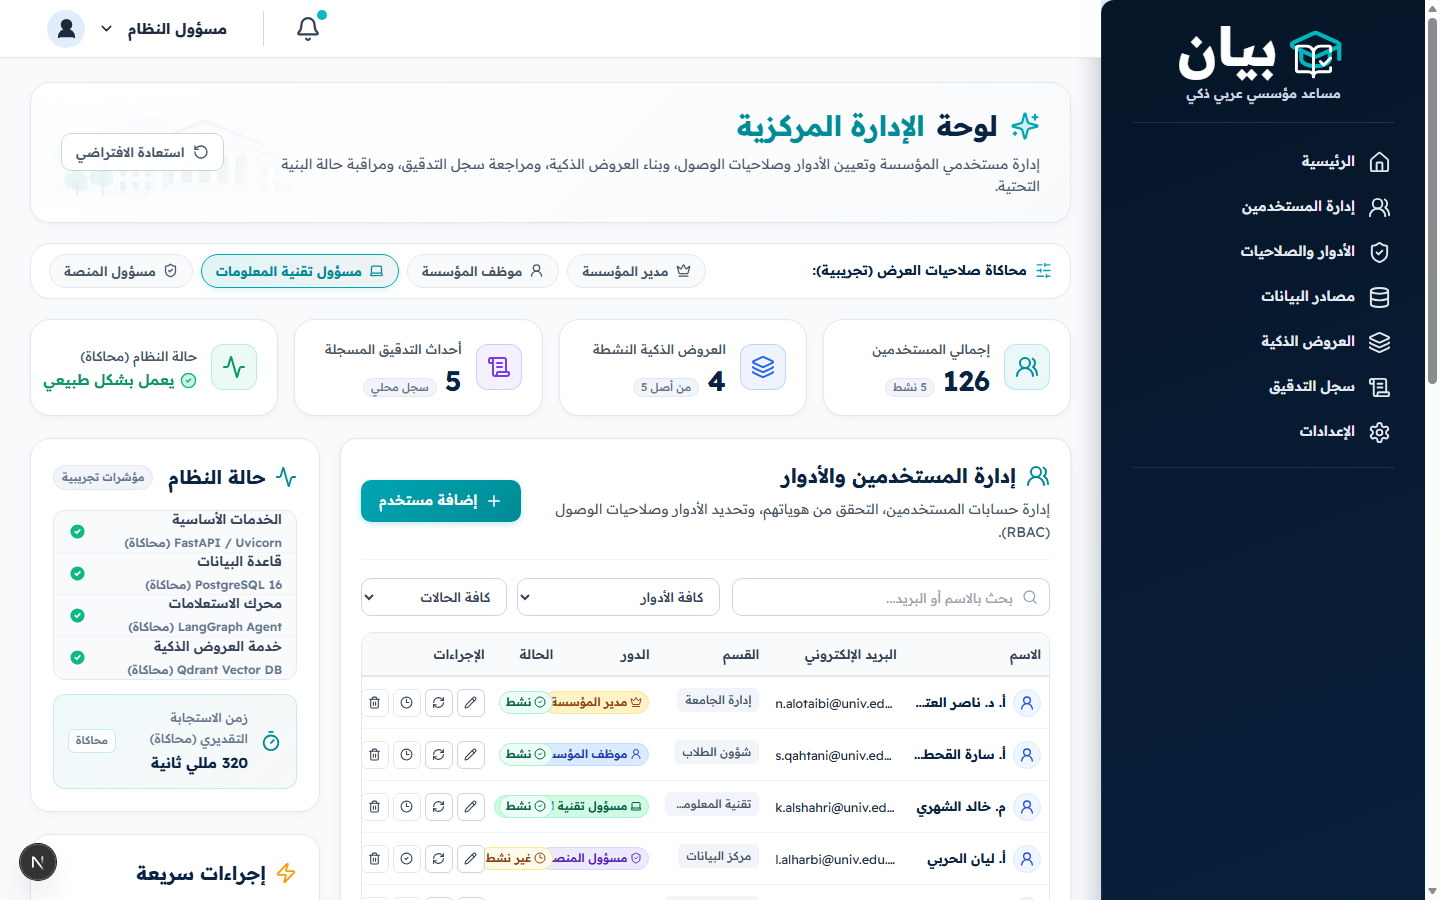 بيان
مساعد مؤسسي عربي ذكي
الرئيسية
إدارة المستخدمين
الأدوار والصلاحيات
مصادر البيانات
العروض الذكية
سجل التدقيق
الإعدادات
مسؤول النظام
لوحة الإدارة المركزية
إدارة مستخدمي المؤسسة وتعيين الأدوار وصلاحيات الوصول، وبناء العروض الذكية، ومراجعة سجل التدقيق، ومراقبة حالة البنية
التحتية.
استعادة الافتراضي
محاكاة صلاحيات العرض (تجريبية):
مدير المؤسسة
موظف المؤسسة
مسؤول تقنية المعلومات
مسؤول المنصة
إجمالي المستخدمين
126 5 نشط
العروض الذكية النشطة
4 من أصل 5
أحداث التدقيق المسجلة
5 سجل محلي
حالة النظام (محاكاة)
يعمل بشكل طبيعي
إدارة المستخدمين والأدوار
إدارة حسابات المستخدمين، التحقق من هوياتهم، وتحديد الأدوار وصلاحيات الوصول
(RBAC).
إضافة مستخدم
بحث بالاسم أو البريد...
كافة الأدوار
كافة الحالات
الاسم البريد الإلكتروني القسم الدور الحالة الإجراءات
أ. د. ناصر العتـ... n.alotaibi@univ.ed... إدارة الجامعة مدير المؤسسة نشط
أ. سارة القحطـ... s.qahtani@univ.ed... شؤون الطلاب موظف المؤسس نشط
م. خالد الشهري k.alshahri@univ.ed... تقنية المعلومـ... مسؤول تقنية ا نشط
أ. ليان الحربي l.alharbi@univ.edu.... مركز البيانات مسؤول المنصة غير نشط
حالة النظام
مؤشرات تجريبية
الخدمات الأساسية
FastAPI / Uvicorn (محاكاة)
قاعدة البيانات
PostgreSQL 16 (محاكاة)
محرك الاستعلامات
LangGraph Agent (محاكاة)
خدمة العروض الذكية
Qdrant Vector DB (محاكاة)
زمن الاستجابة
التقديري (محاكاة)
320 مللي ثانية
محاكاة
إجراءات سريعة
N